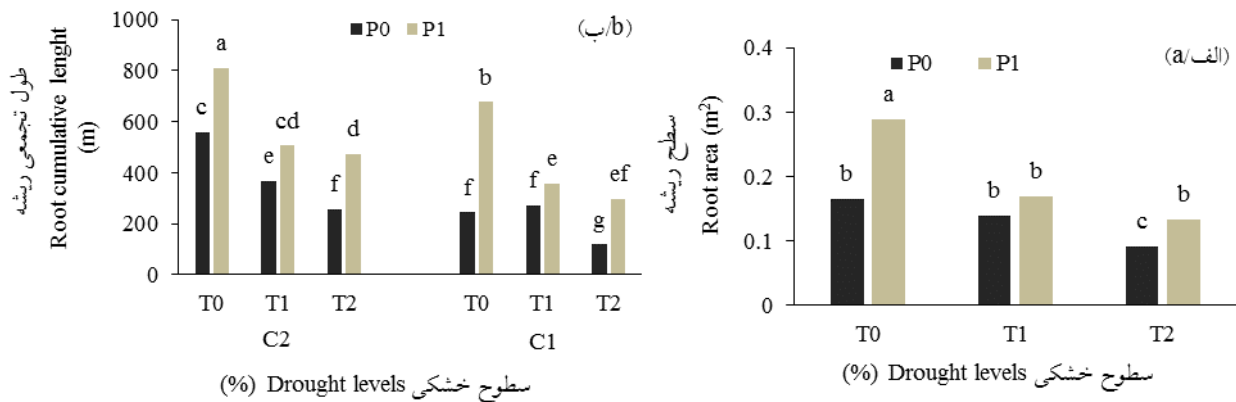 (ب/b)
P0 P1
1000
800
600
400
200
0
طول تجمعی ریشه
Root cumulative lenght
(m)
a
c
cd
e
d
f
b
f
e
f
ef
g
T0 T1 T2 T0 T1 T2
C2 C1
سطوح خشکی Drought levels (%)
(الف/a)
P0 P1
0.4
0.3
0.2
0.1
0
سطح ریشه
Root area (m²)
b
a
b
b
c
b
T0 T1 T2
سطوح خشکی Drought levels (%)